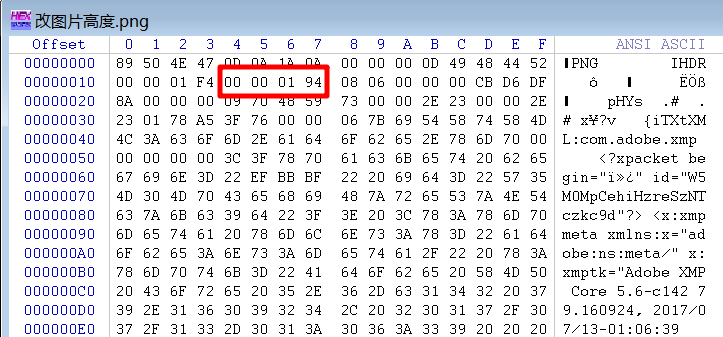 改图片高度.png
Offset 0 1 2 3 4 5 6 7 8 9 A B C D E F ANSI ASCII
00000000 89 50 4E 47 0D 0A 1A 0A 00 00 00 0D 49 48 44 52 PNG IHDR
00000010 00 00 01 F4 00 00 01 94 08 06 00 00 00 CB D6 DF ô ËÖß
00000020 8A 00 00 00 09 70 48 59 73 00 00 2E 23 00 00 2E pHYs .# .
00000030 23 01 78 A5 3F 76 00 00 06 7B 69 54 58 74 58 4D # x¥?v {iTXtXM
00000040 4C 3A 63 6F 6D 2E 61 64 6F 62 65 2E 78 6D 70 00 L:com.adobe.xmp
00000050 00 00 00 00 3C 3F 78 70 61 63 6B 65 74 20 62 65 <?xpacket be
00000060 67 69 6E 3D 22 EF BB BF 22 20 69 64 3D 22 57 35 gin="ï»¿" id="W5
00000070 4D 30 4D 70 43 65 68 69 48 7A 72 65 53 7A 4E 54 M0MpCehiHzreSzNT
00000080 63 7A 6B 63 39 64 22 3F 3E 20 3C 78 3A 78 6D 70 czkc9d"?> <x:xmp
00000090 6D 65 74 61 20 78 6D 6C 6E 73 3A 78 3D 22 61 64 meta xmlns:x="ad
000000A0 6F 62 65 3A 6E 73 3A 6D 65 74 61 2F 22 20 78 3A obe:ns:meta/" x:
000000B0 78 6D 70 74 6B 3D 22 41 64 6F 62 65 20 58 4D 50 xmptk="Adobe XMP
000000C0 20 43 6F 72 65 20 35 2E 36 2D 63 31 34 32 20 37 Core 5.6-c142 7
000000D0 39 2E 31 36 30 39 32 34 2C 20 32 30 31 37 2F 30 9.160924, 2017/0
000000E0 37 2F 31 33 2D 30 31 3A 30 36 3A 33 39 20 20 20 7/13-01:06:39